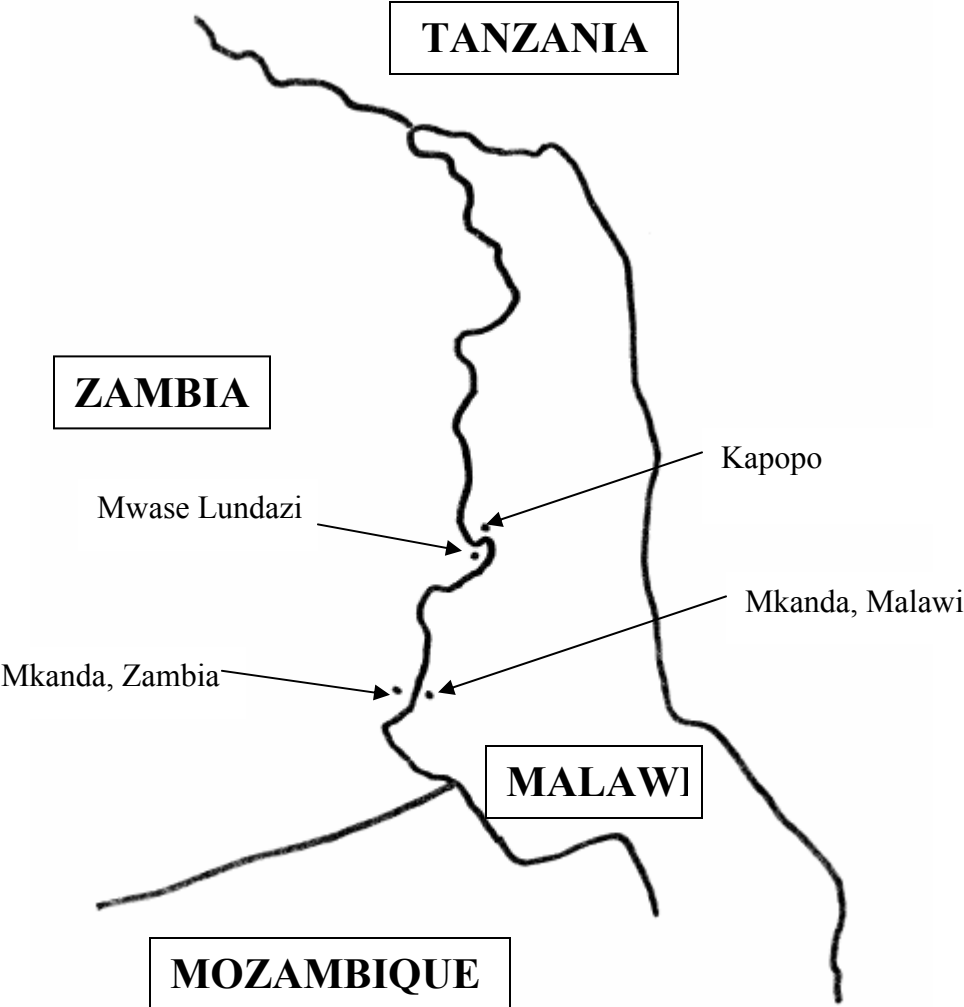 TANZANIA
ZAMBIA
Kapopo
Mwase Lundazi
Mkanda, Malawi
Mkanda, Zambia
MALAWI
MOZAMBIQUE